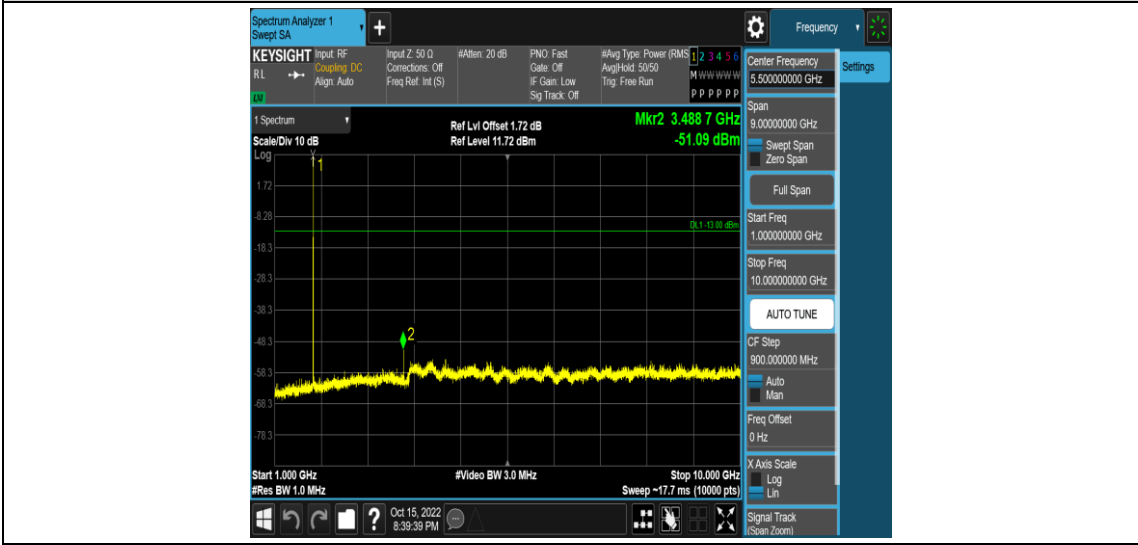 Spectrum Analyzer 1
Swept SA
+
Frequency
KEYSIGHT
RL
Input: RF
Coupling: DC
Align: Auto
Input Z: 50 Ω
Corrections: Off
Freq Ref: Int (S)
#Atten: 20 dB
PNO: Fast
Gate: Off
IF Gain: Low
Sig Track: Off
#Avg Type: Power (RMS
Avg|Hold: 50/50
Trig: Free Run
1 2 3 4 5 6
M W W W W W
P P P P P P
1 Spectrum
Scale/Div 10 dB
Log
Ref Lvl Offset 1.72 dB
Ref Level 11.72 dBm
Mkr2 3.488 7 GHz
-51.09 dBm
1
1.72
-8.28
DL1 -13.00 dBm
-18.3
-28.3
-38.3
2
-48.3
-58.3
-68.3
-78.3
Start 1.000 GHz
#Video BW 3.0 MHz
Stop 10.000 GHz
#Res BW 1.0 MHz
Sweep ~17.7 ms (10000 pts)
?
Oct 15, 2022
8:39:39 PM
Settings
Center Frequency
5.500000000 GHz
Span
9.00000000 GHz
Swept Span
Zero Span
Full Span
Start Freq
1.000000000 GHz
Stop Freq
10.000000000 GHz
AUTO TUNE
CF Step
900.000000 MHz
Auto
Man
Freq Offset
0 Hz
X Axis Scale
Log
Lin
Signal Track
(Span Zoom)